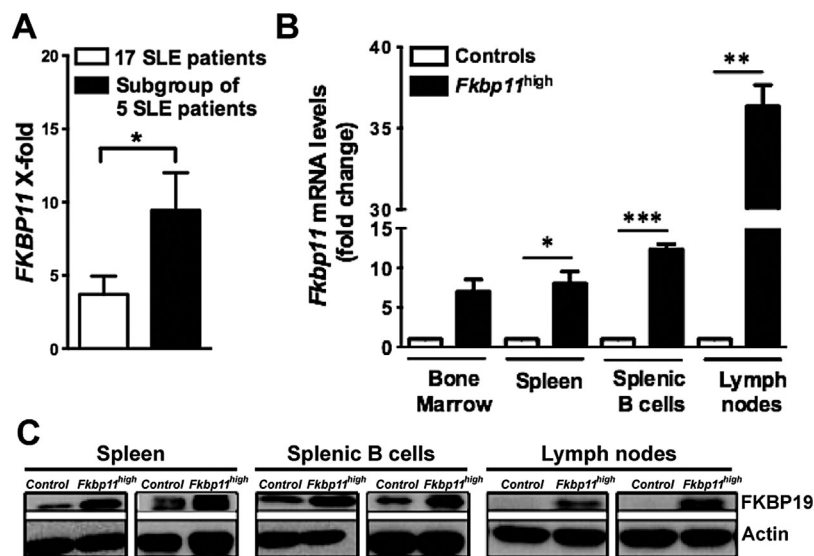 A
FKBP11 X-fold
20
15
10
5
0
17 SLE patients
Subgroup of
5 SLE patients
*
B
Fkbp11 mRNA levels
(fold change)
40
35
30
15
10
5
0
Controls
Fkbp11high
*
***
**
Bone
Marrow
Spleen
Splenic
B cells
Lymph
nodes
C
Spleen
Splenic B cells
Lymph nodes
Control Fkbp11high Control Fkbp11high Control Fkbp11high Control Fkbp11high Control Fkbp11high Control Fkbp11high
FKBP19
Actin